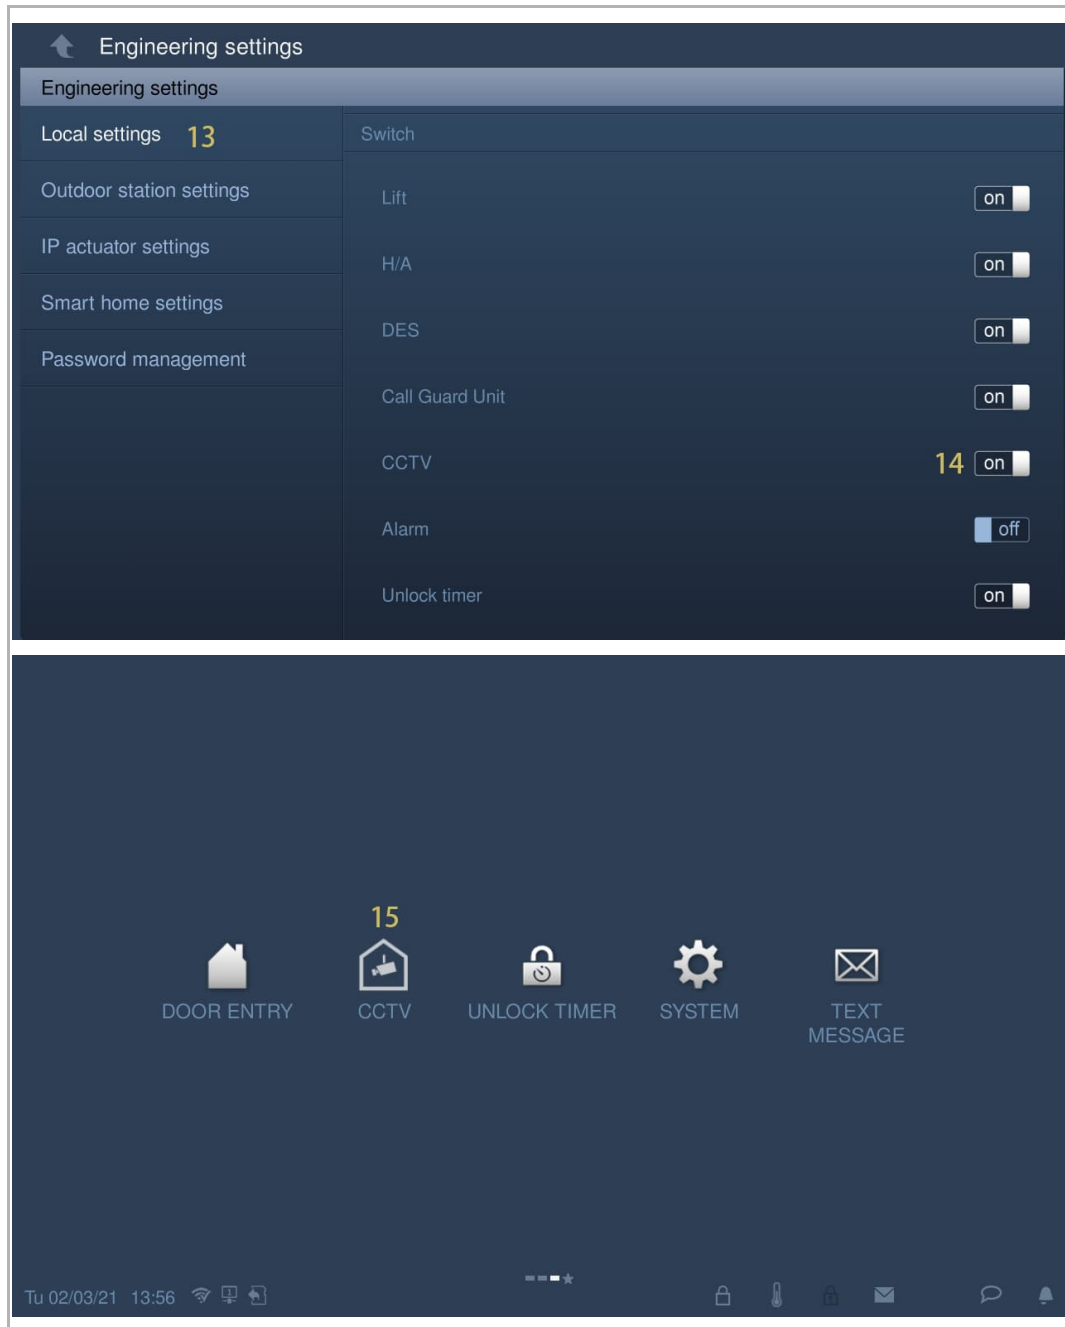 Engineering settings
Engineering settings
Local settings 13
Switch
Outdoor station settings
Lift on
IP actuator settings
H/A on
Smart home settings
DES on
Password management
Call Guard Unit on
CCTV 14 on
Alarm off
Unlock timer on
15
DOOR ENTRY CCTV UNLOCK TIMER SYSTEM TEXT
MESSAGE
Tu 02/03/21 13:56